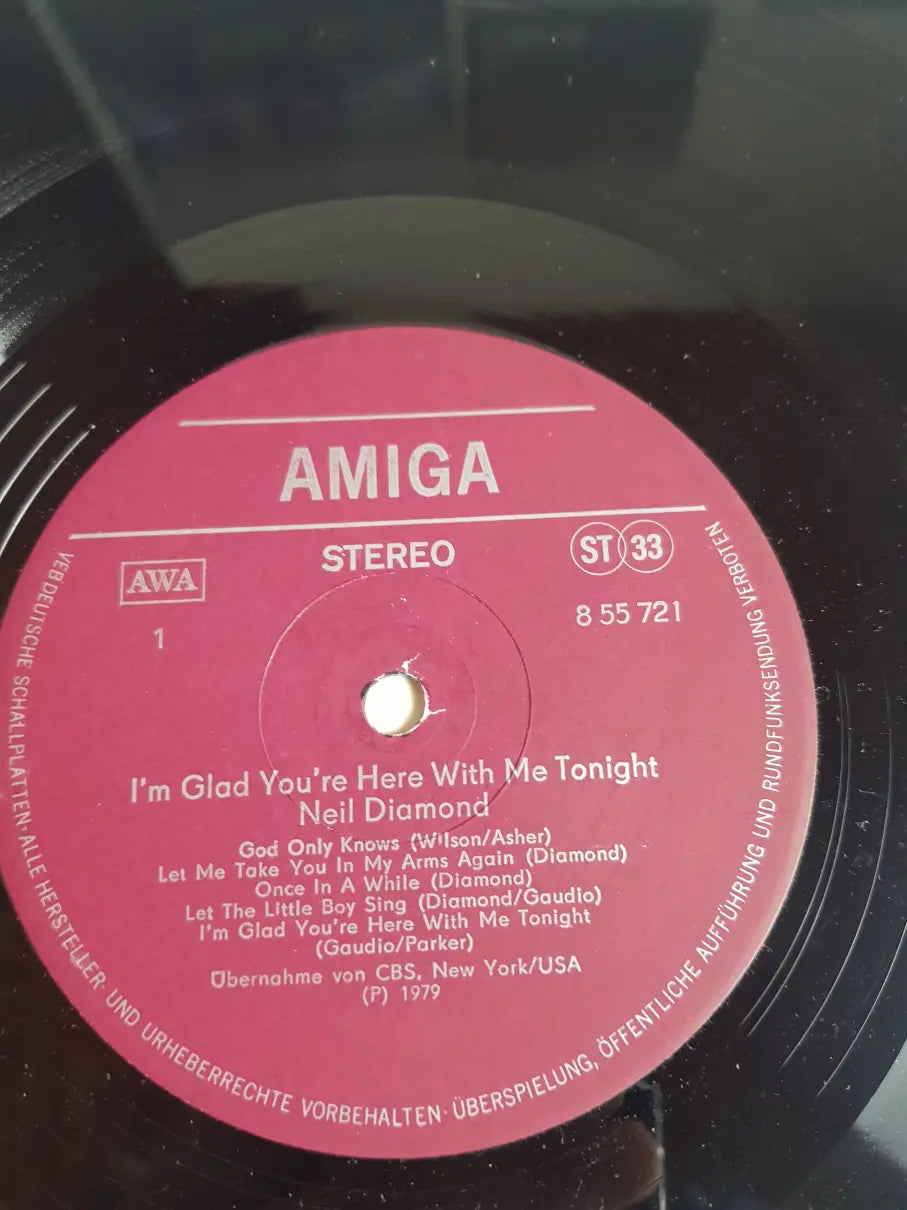 AMIGA
STEREO
ST 33
AWA
8 55 721
1
I'm Glad You're Here With Me Tonight
Neil Diamond
God Only Knows (Wilson/Asher)
Let Me Take You In My Arms Again (Diamond)
Once In A While (Diamond)
Let The Little Boy Sing (Diamond/Gaudio)
I'm Glad You're Here With Me Tonight
(Gaudio/Parker)
Übernahme von CBS, New York/USA
(P) 1979
VEB DEUTSCHE SCHALLPLATTEN · ALLE HERSTELLER- UND URHEBERRECHTE VORBEHALTEN · ÜBERSPIELUNG, ÖFFENTLICHE AUFFÜHRUNG UND RUNDFUNKSENDUNG VERBOTEN